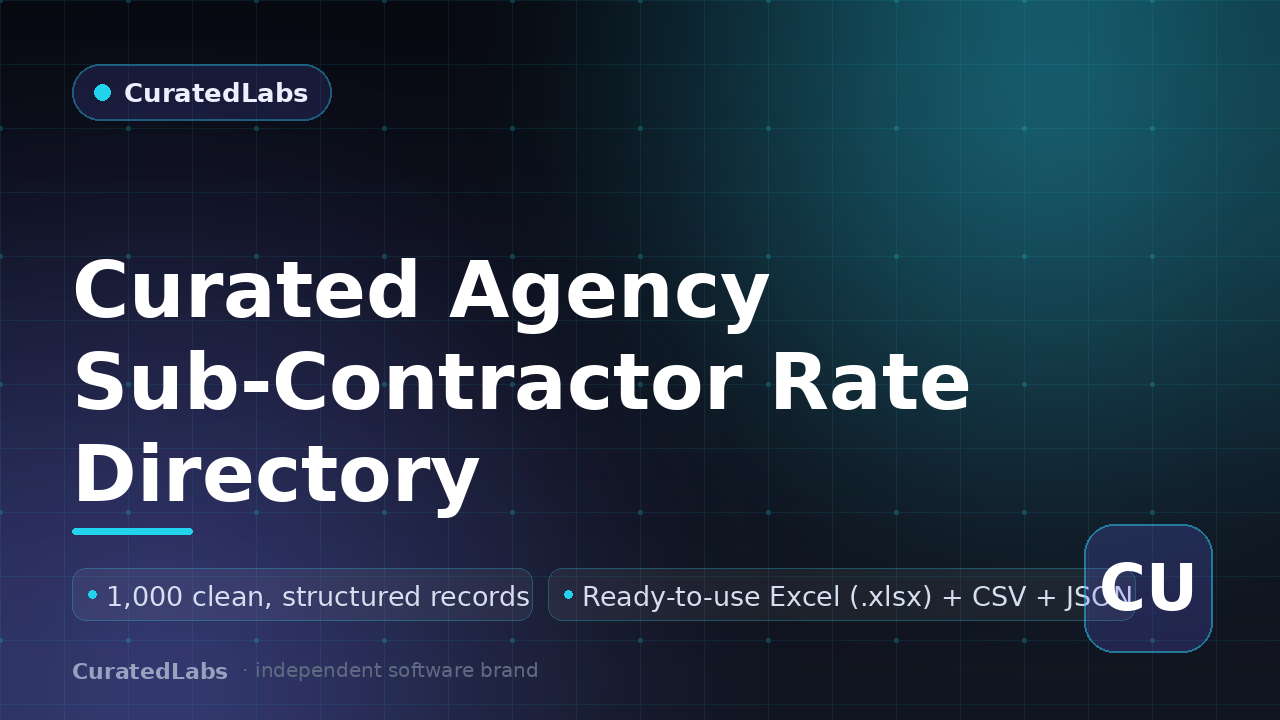 CuratedLabs
Curated Agency
Sub-Contractor Rate
Directory
1,000 clean, structured records
Ready-to-use Excel (.xlsx) + CSV + JSON
CU
CuratedLabs · independent software brand